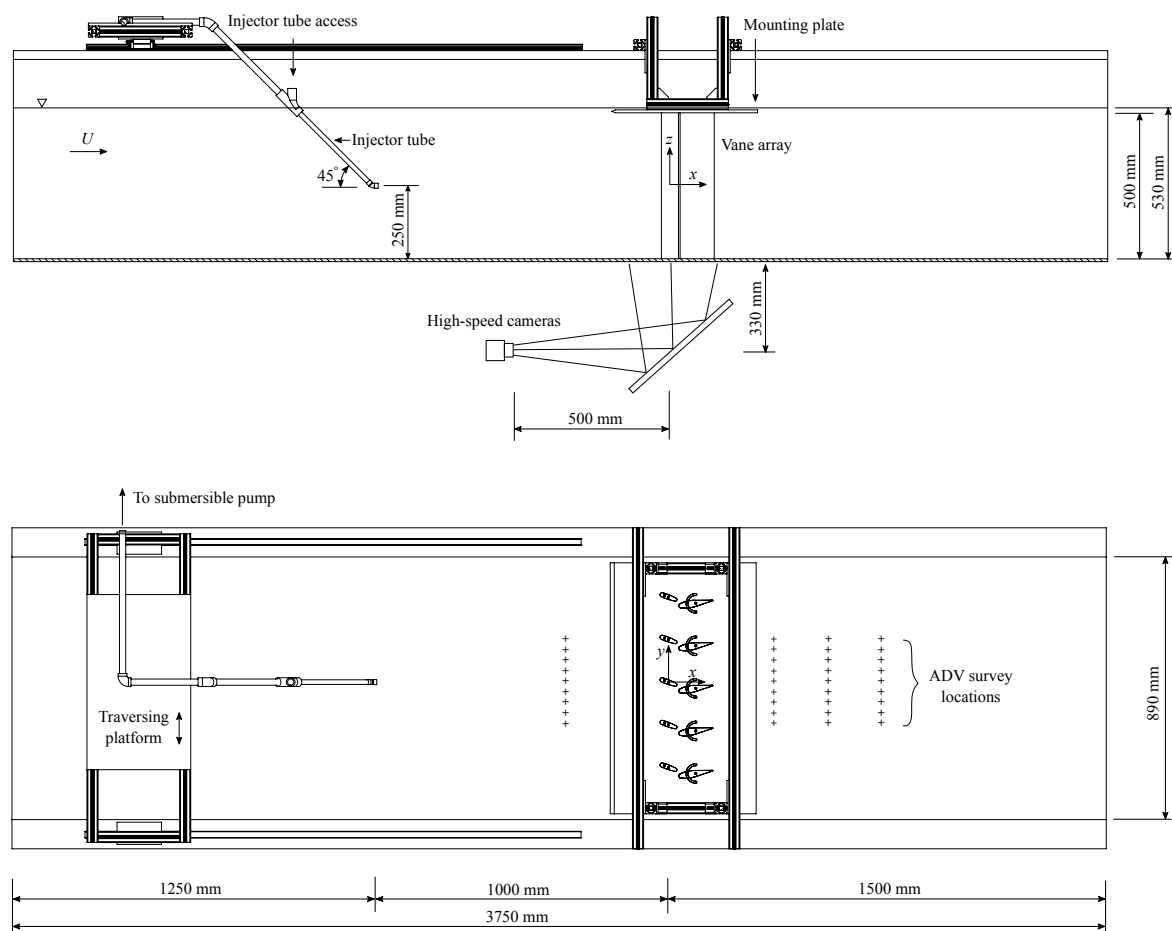 Injector tube access
Mounting plate
U
Injector tube
45°
250 mm
z
x
Vane array
500 mm
530 mm
High-speed cameras
330 mm
500 mm
To submersible pump
Traversing
platform
y
x
ADV survey
locations
890 mm
1250 mm
1000 mm
1500 mm
3750 mm